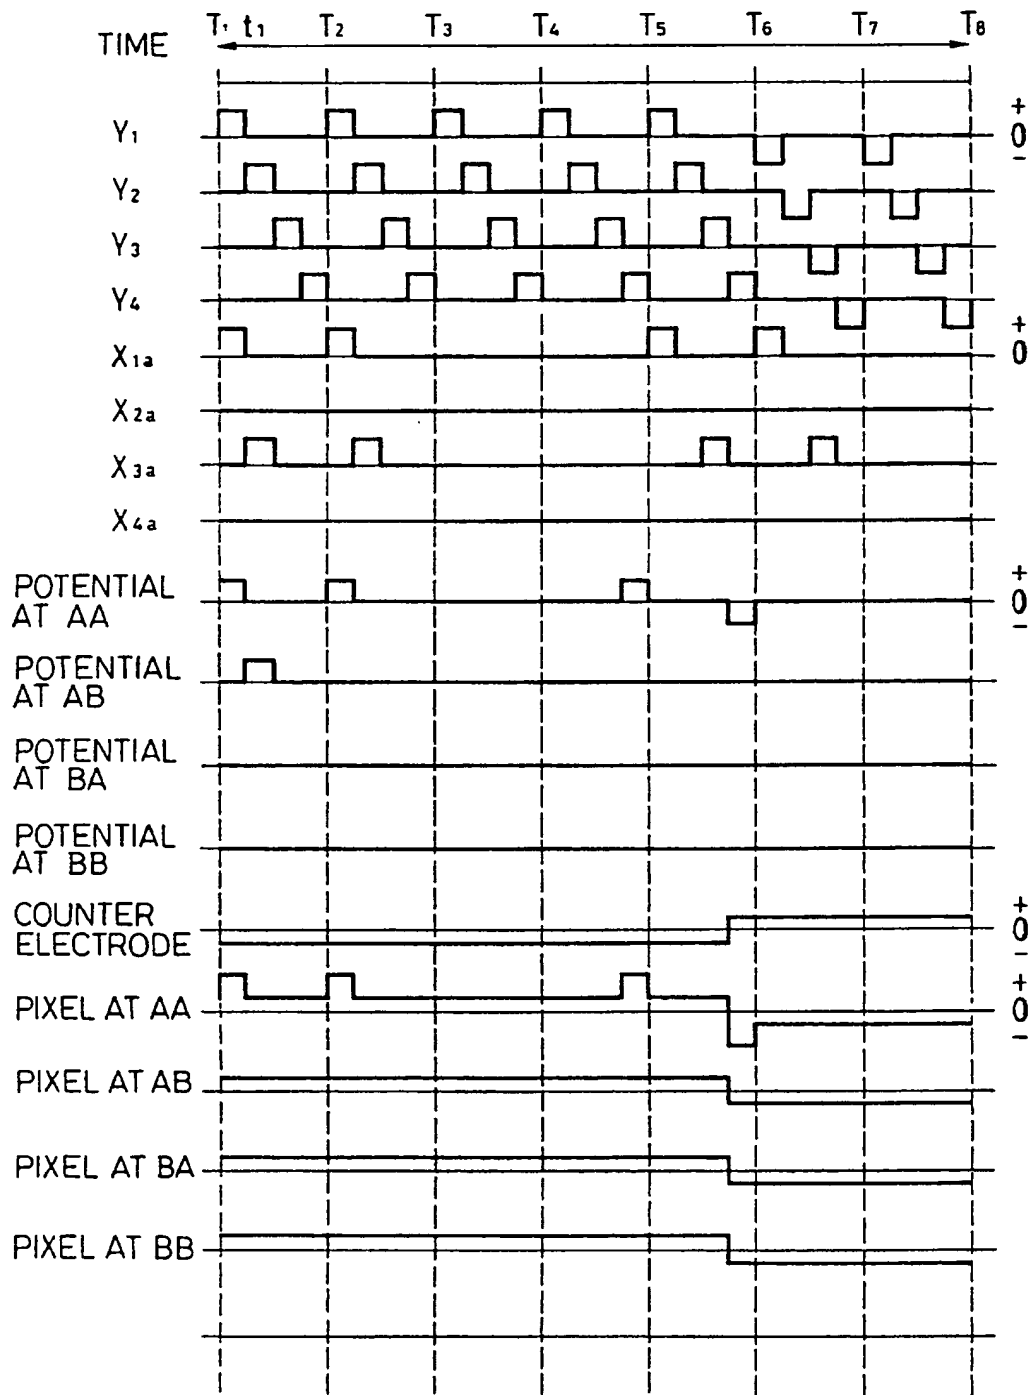 TIME T₁ t₁ T₂ T₃ T₄ T₅ T₆ T₇ T₈
Y₁ + 0 −
Y₂
Y₃
Y₄
X₁ₐ + 0
X₂ₐ
X₃ₐ
X₄ₐ
POTENTIAL
AT AA + 0 −
POTENTIAL
AT AB
POTENTIAL
AT BA
POTENTIAL
AT BB
COUNTER
ELECTRODE + 0 −
PIXEL AT AA + 0 −
PIXEL AT AB
PIXEL AT BA
PIXEL AT BB